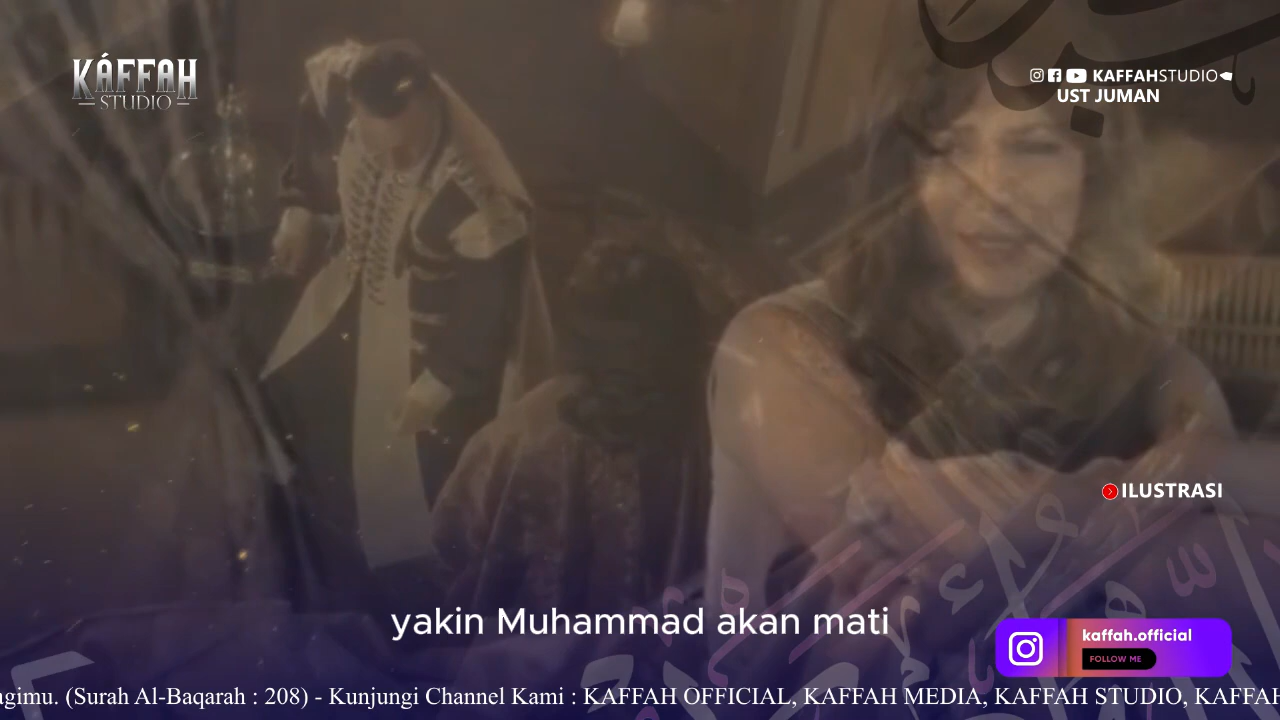 KÁFFAH
STUDIO
KAFFAHSTUDIO
UST JUMAN
ILUSTRASI
yakin Muhammad akan mati
kaffah.official
FOLLOW ME
agimu. (Surah Al-Baqarah : 208) - Kunjungi Channel Kami : KAFFAH OFFICIAL, KAFFAH MEDIA, KAFFAH STUDIO, KAFFAH